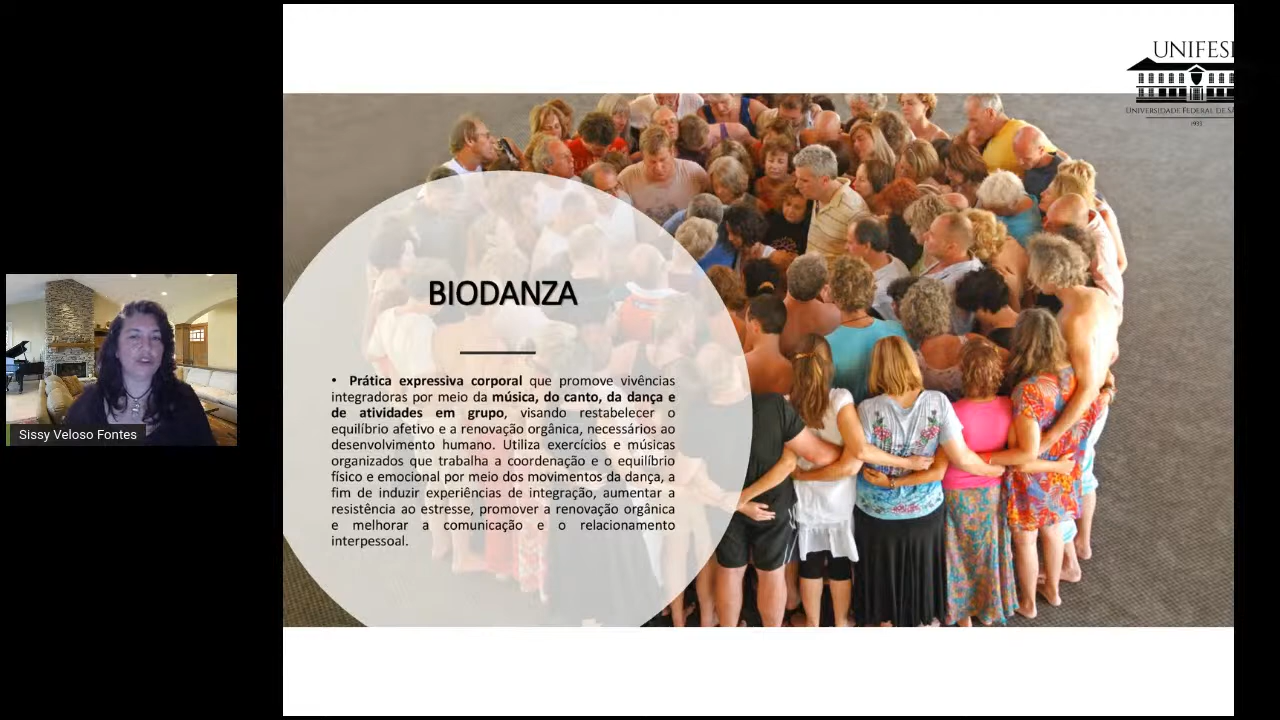 UNIFES
UNIVERSIDADE FEDERAL DE S
1933
BIODANZA
• Prática expressiva corporal que promove vivências
integradoras por meio da música, do canto, da dança e
de atividades em grupo, visando restabelecer o
equilíbrio afetivo e a renovação orgânica, necessários ao
desenvolvimento humano. Utiliza exercícios e músicas
organizados que trabalha a coordenação e o equilíbrio
físico e emocional por meio dos movimentos da dança, a
fim de induzir experiências de integração, aumentar a
resistência ao estresse, promover a renovação orgânica
e melhorar a comunicação e o relacionamento
interpessoal.
Sissy Veloso Fontes